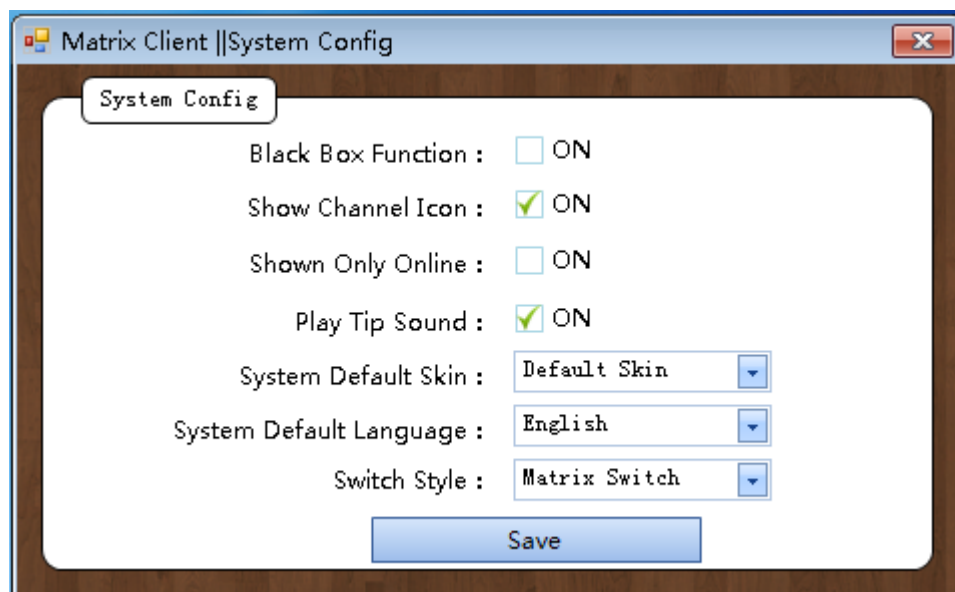 Matrix Client ||System Config
System Config
Black Box Function : ON
Show Channel Icon : ON
Shown Only Online : ON
Play Tip Sound : ON
System Default Skin : Default Skin
System Default Language : English
Switch Style : Matrix Switch
Save